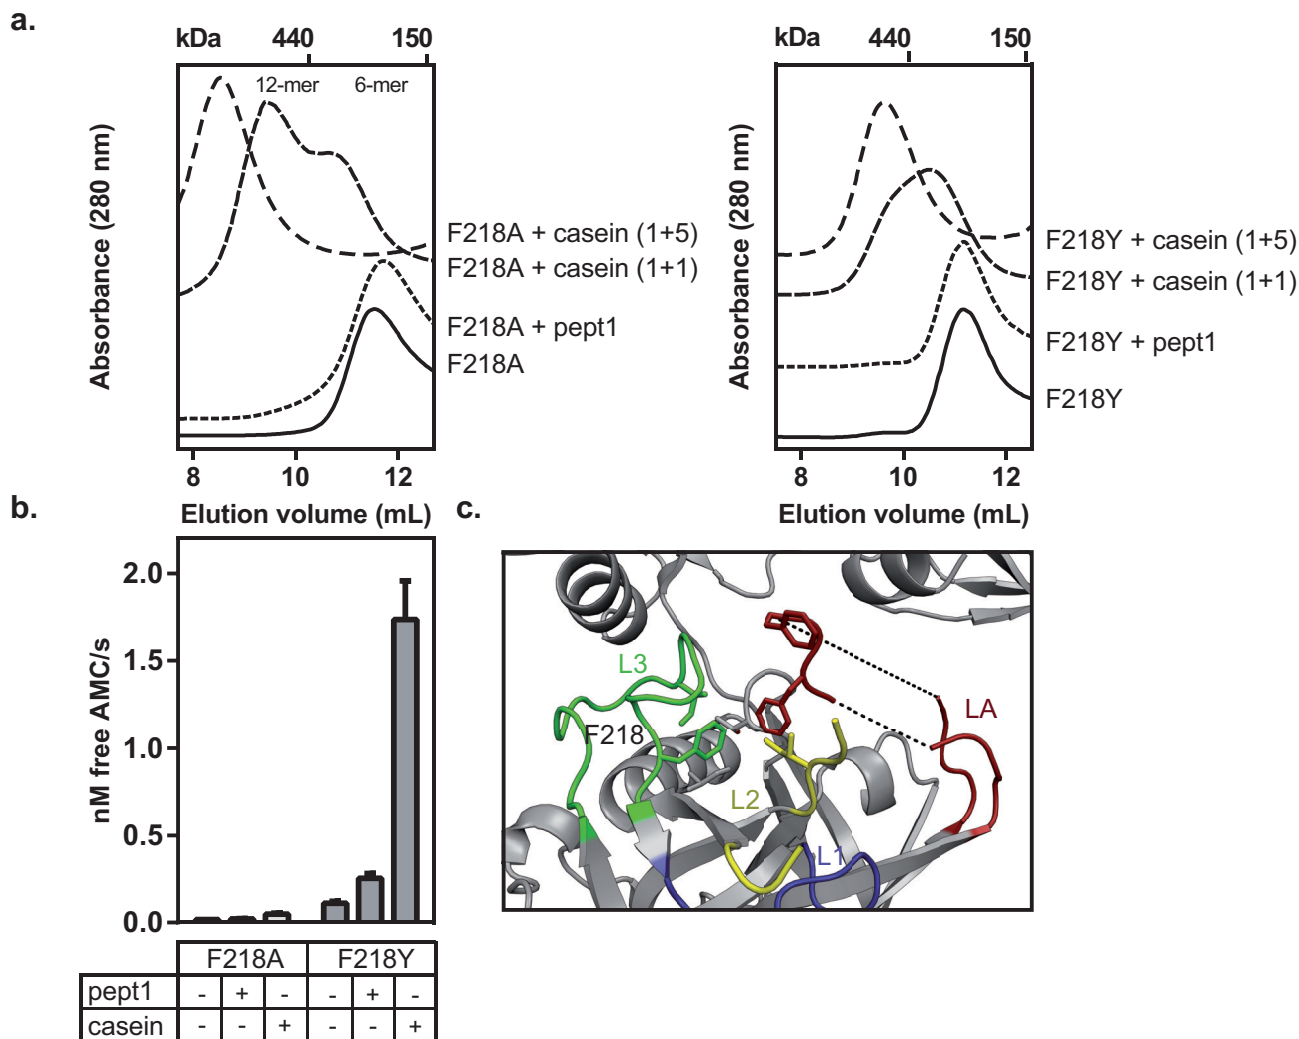 a.
kDa 440 150
12-mer 6-mer
Absorbance (280 nm)
F218A + casein (1+5)
F218A + casein (1+1)
F218A + pept1
F218A
8 10 12
Elution volume (mL)
kDa 440 150
Absorbance (280 nm)
F218Y + casein (1+5)
F218Y + casein (1+1)
F218Y + pept1
F218Y
8 10 12
Elution volume (mL)
b.
nM free AMC/s
2.0
1.5
1.0
0.5
0.0
F218A F218Y
pept1 - + - - + -
casein - - + - - +
c.
L3
F218
LA
L2
L1